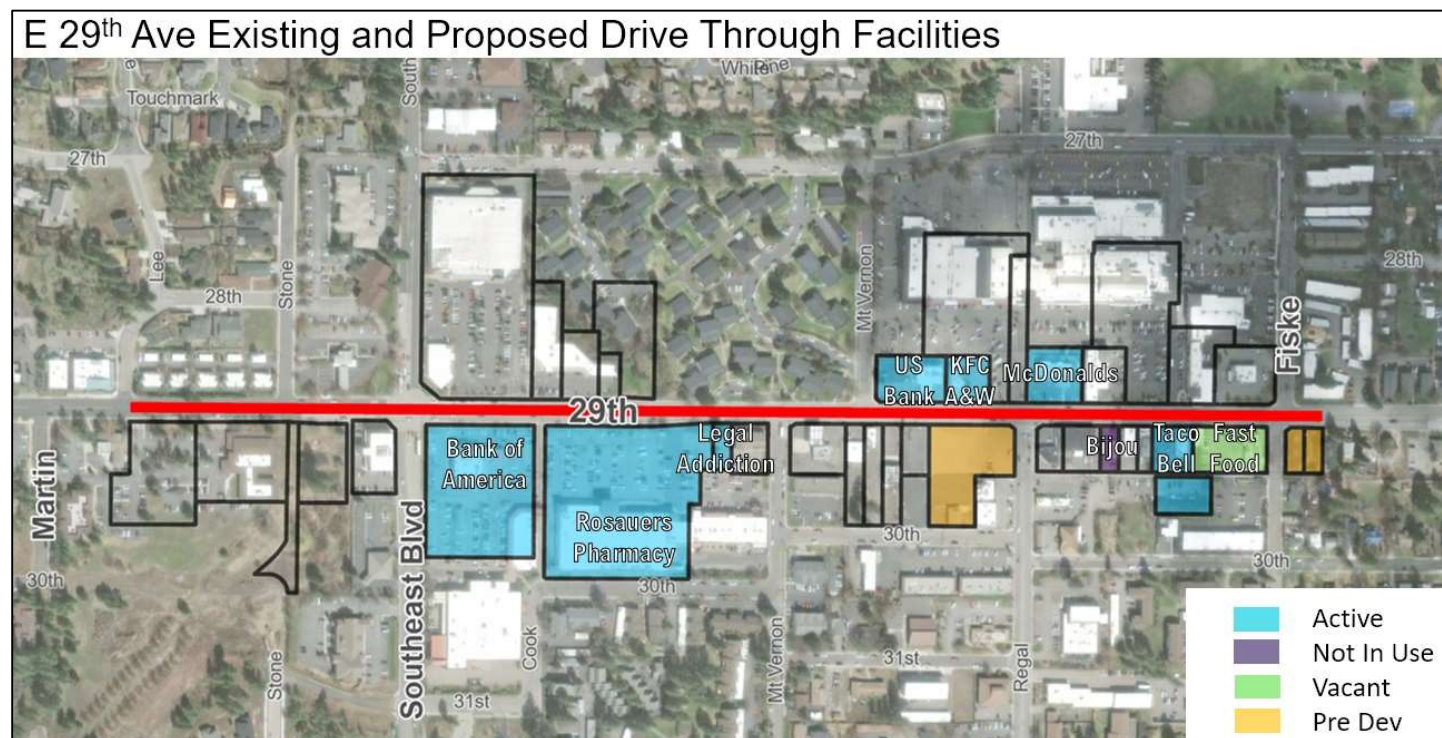 E 29th Ave Existing and Proposed Drive Through Facilities
White
Pine
Touchmark
South
27th
27th
Lee
Stone
Mt Vernon
28th
28th
Fiske
US
Bank
KFC
A&W
McDonalds
29th
Martin
Southeast Blvd
Bank of
America
Legal
Addiction
Rosauers
Pharmacy
Bijou
Taco
Bell
Fast
Food
30th
30th
30th
30th
Cook
Stone
Mt Vernon
Regal
31st
31st
Active
Not In Use
Vacant
Pre Dev